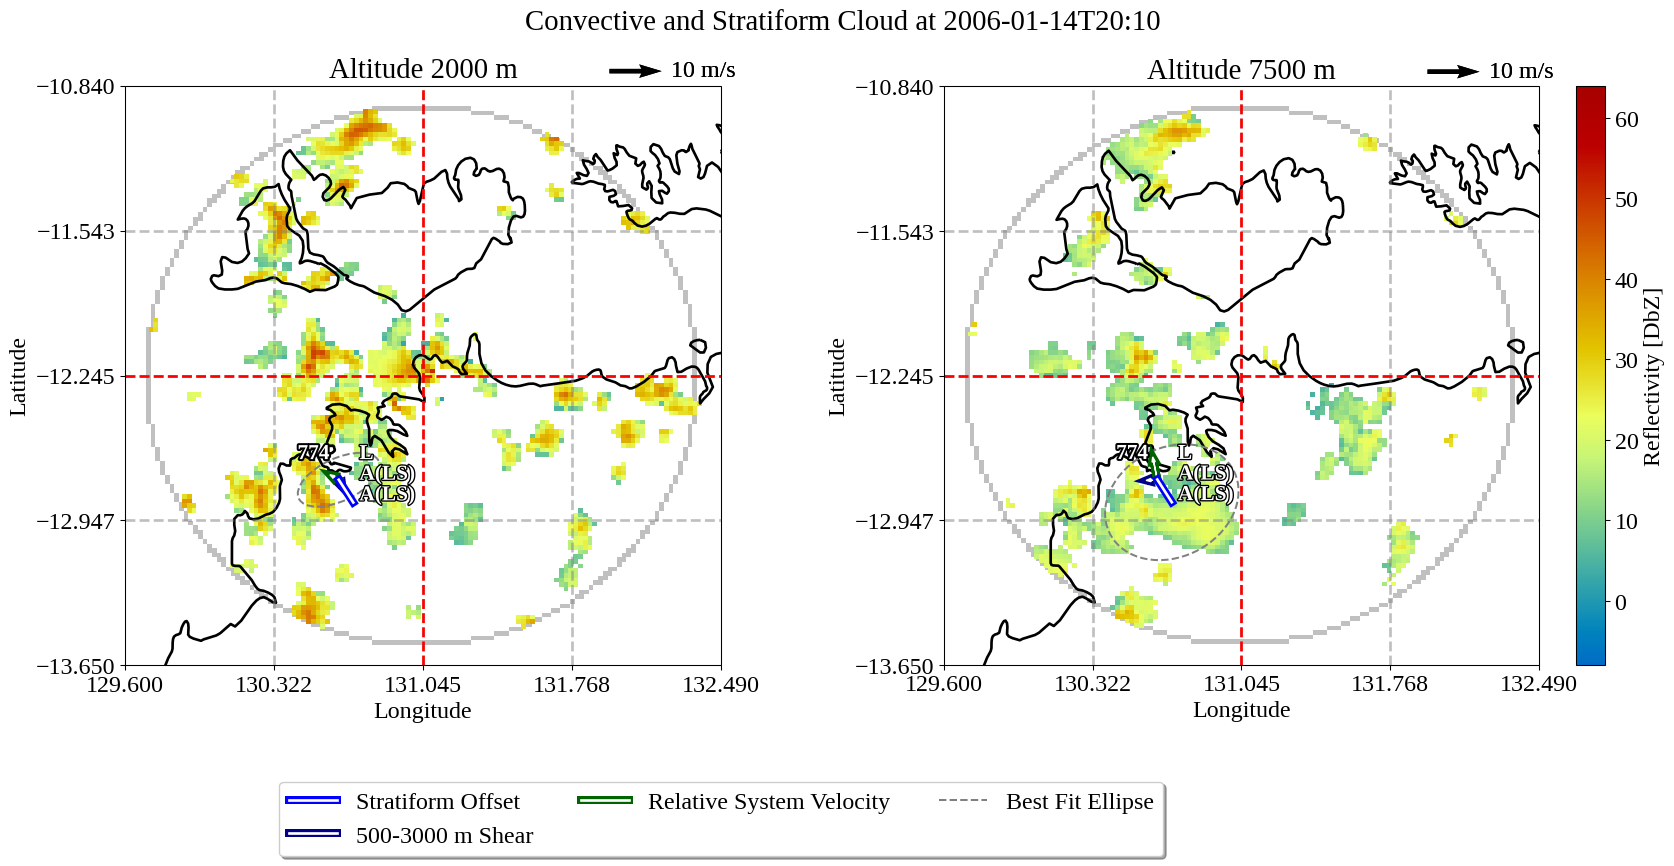 Convective and Stratiform Cloud at 2006-01-14T20:10
Altitude 2000 m
10 m/s
−10.840
−11.543
−12.245
−12.947
−13.650
Latitude
774
L
A(LS)
A(LS)
129.600
130.322
131.045
131.768
132.490
Longitude
Altitude 7500 m
10 m/s
−10.840
−11.543
−12.245
−12.947
−13.650
Latitude
774
L
A(LS)
A(LS)
129.600
130.322
131.045
131.768
132.490
Longitude
60
50
40
30
20
10
0
Reflectivity [DbZ]
Stratiform Offset
500-3000 m Shear
Relative System Velocity
Best Fit Ellipse